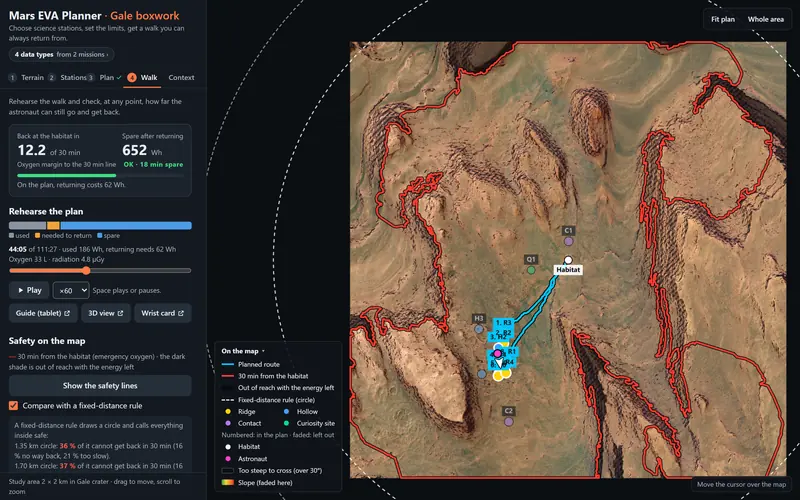 Mars EVA Planner · Gale boxwork
Choose science stations, set the limits, get a walk you can
always return from.
4 data types from 2 missions ›
1 Terrain 2 Stations 3 Plan ✓ 4 Walk Context
Rehearse the walk and check, at any point, how far the
astronaut can still go and get back.
Back at the habitat in Spare after returning
12.2 of 30 min 652 Wh
Oxygen margin to the 30 min line OK · 18 min spare
On the plan, returning costs 62 Wh.
Rehearse the plan
used needed to return spare
44:05 of 111:27 · used 186 Wh, returning needs 62 Wh
Oxygen 33 L · radiation 4.8 µGy
Play ×60 Space plays or pauses.
Guide (tablet) 3D view Wrist card
Safety on the map
— 30 min from the habitat (emergency oxygen) · the dark
shade is out of reach with the energy left
Show the safety lines
Compare with a fixed-distance rule
A fixed-distance rule draws a circle and calls everything
inside safe:
1.35 km circle: 36 % of it cannot get back in 30 min (16
% no way back, 21 % too slow).
1.70 km circle: 37 % of it cannot get back in 30 min (16
Study area 2 × 2 km in Gale crater · drag to move, scroll to
zoom
Fit plan Whole area
C1
Q1
Habitat
H3
1. R3
2. R2
3. H2
R1
R4
C2
On the map
Planned route
30 min from the habitat
Out of reach with the energy left
Fixed-distance rule (circle)
Ridge Hollow
Contact Curiosity site
Numbered: in the plan · faded: left out
Habitat
Astronaut
Too steep to cross (over 30°)
Slope (faded here)
Move the cursor over the map